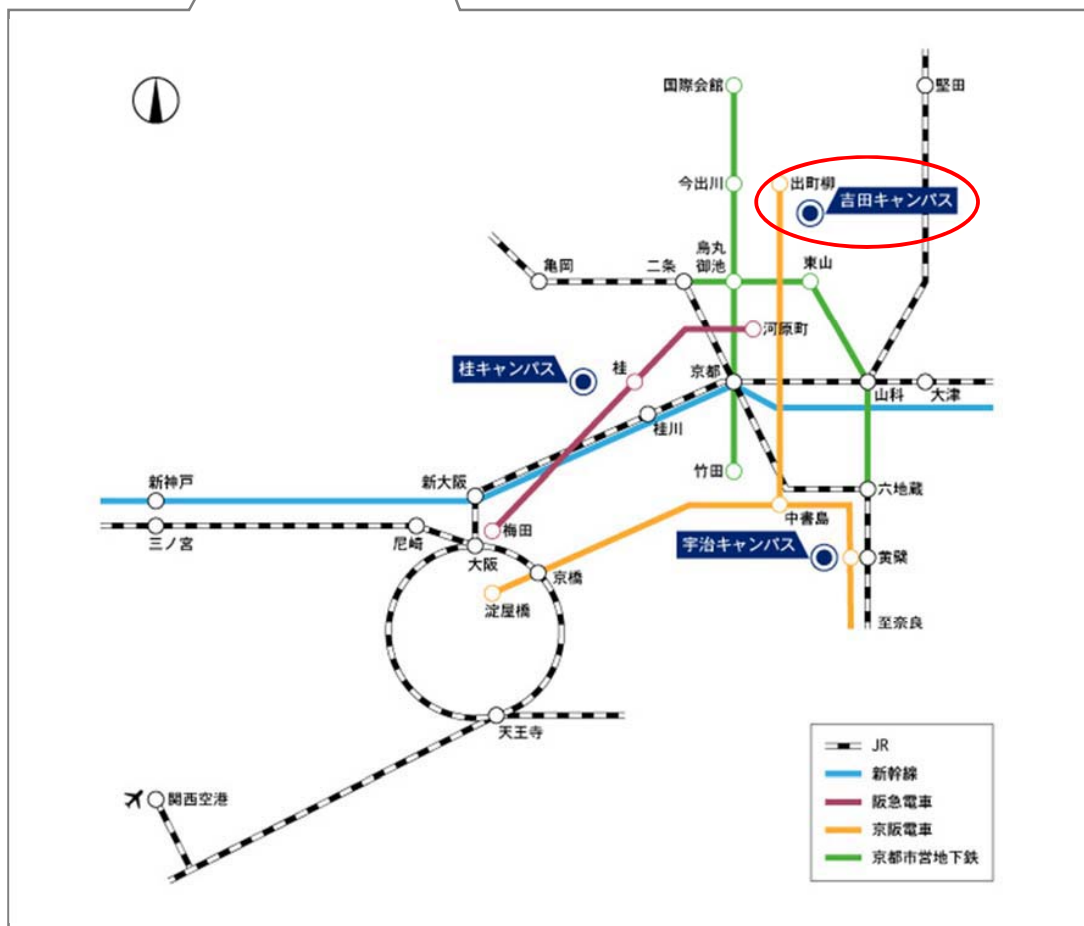 国際会館
堅田
今出川
出町柳
吉田キャンパス
烏丸
御池
亀岡
二条
東山
河原町
桂キャンパス
桂
京都
山科
大津
桂川
竹田
新神戸
新大阪
六地蔵
三ノ宮
尼崎
梅田
中書島
大阪
京橋
宇治キャンパス
黄檗
淀屋橋
至奈良
天王寺
関西空港
JR
新幹線
阪急電車
京阪電車
京都市営地下鉄